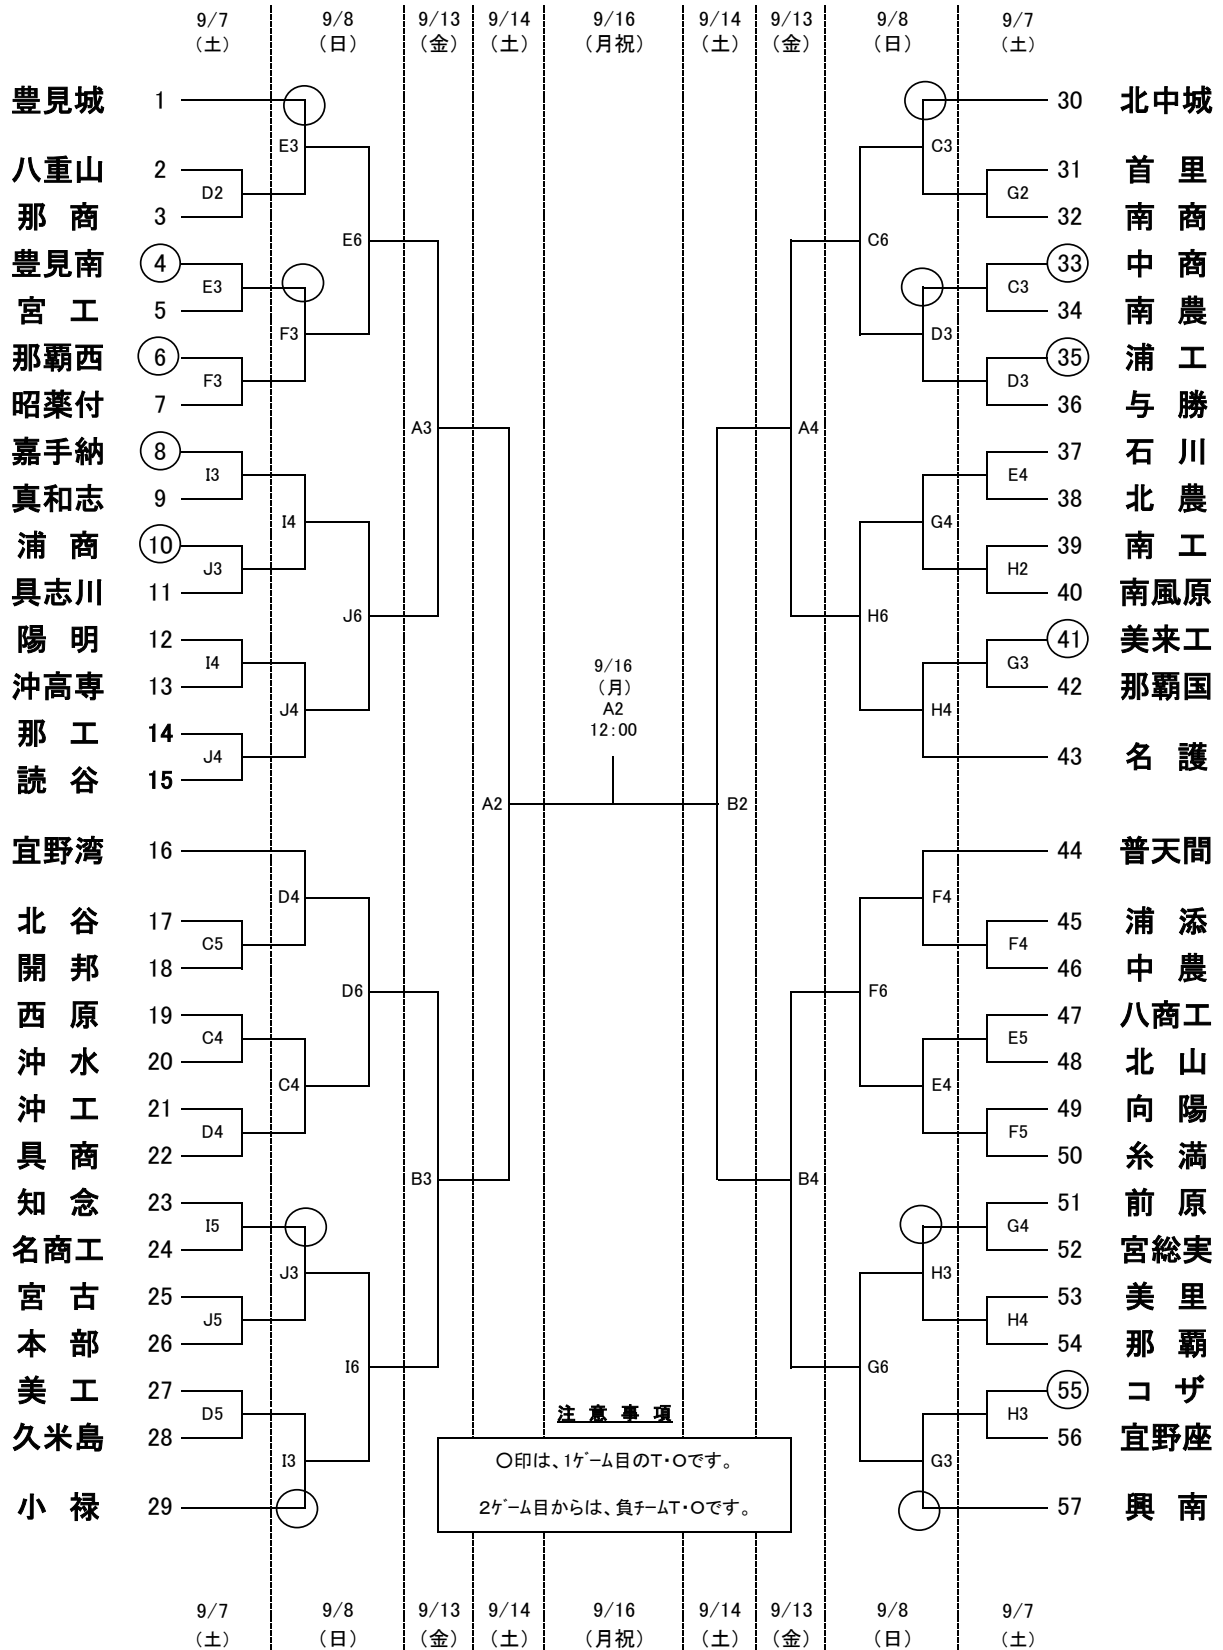 9/7 9/8 9/13 9/14 9/16 9/14 9/13 9/8 9/7
(土) (日) (金) (土) (月祝) (土) (金) (日) (土)
豊見城 1 30 北中城
E3 C3
八重山 2 31 首 里
D2 G2
那 商 3 32 南 商
E6 C6
豊見南 4 33 中 商
E3 C3
宮 工 5 34 南 農
F3 D3
那覇西 6 35 浦 工
F3 D3
昭薬付 7 36 与 勝
A3 A4
嘉手納 8 37 石 川
I3 E4
真和志 9 38 北 農
I4 G4
浦 商 10 39 南 工
J3 H2
具志川 11 40 南風原
J6 H6
陽 明 12 41 美来工
I4 G3
沖高専 13 42 那覇国
9/16
(月)
A2
12:00
J4 H4
那 工 14
J4 43 名 護
読 谷 15
A2 B2
宜野湾 16 44 普天間
D4 F4
北 谷 17 45 浦 添
C5 F4
開 邦 18 46 中 農
D6 F6
西 原 19 47 八商工
C4 E5
沖 水 20 48 北 山
C4 E4
沖 工 21 49 向 陽
D4 F5
具 商 22 50 糸 満
B3 B4
知 念 23 51 前 原
I5 G4
名商工 24 52 宮総実
J3 H3
宮 古 25 53 美 里
J5 H4
本 部 26 54 那 覇
I6 G6
美 工 27 55 コ ザ
D5 H3
久米島 28 56 宜野座
I3 G3
小 禄 29 57 興 南
注 意 事 項
○印は、1ｹﾞｰﾑ目のT・Oです。
2ｹﾞｰﾑ目からは、負ﾁｰﾑT・Oです。
9/7 9/8 9/13 9/14 9/16 9/14 9/13 9/8 9/7
(土) (日) (金) (土) (月祝) (土) (金) (日) (土)